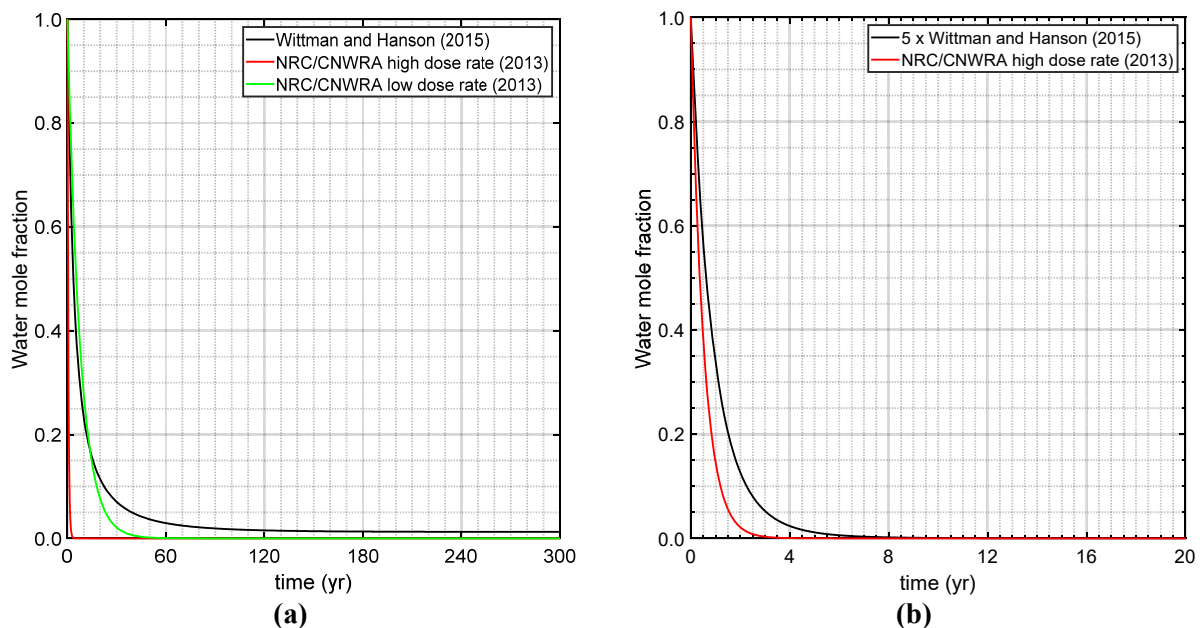 1.0
0.8
0.6
0.4
0.2
0.0
Water mole fraction
Wittman and Hanson (2015)
NRC/CNWRA high dose rate (2013)
NRC/CNWRA low dose rate (2013)
0 60 120 180 240 300
time (yr)
(a)
1.0
0.8
0.6
0.4
0.2
0.0
Water mole fraction
5 x Wittman and Hanson (2015)
NRC/CNWRA high dose rate (2013)
0 4 8 12 16 20
time (yr)
(b)